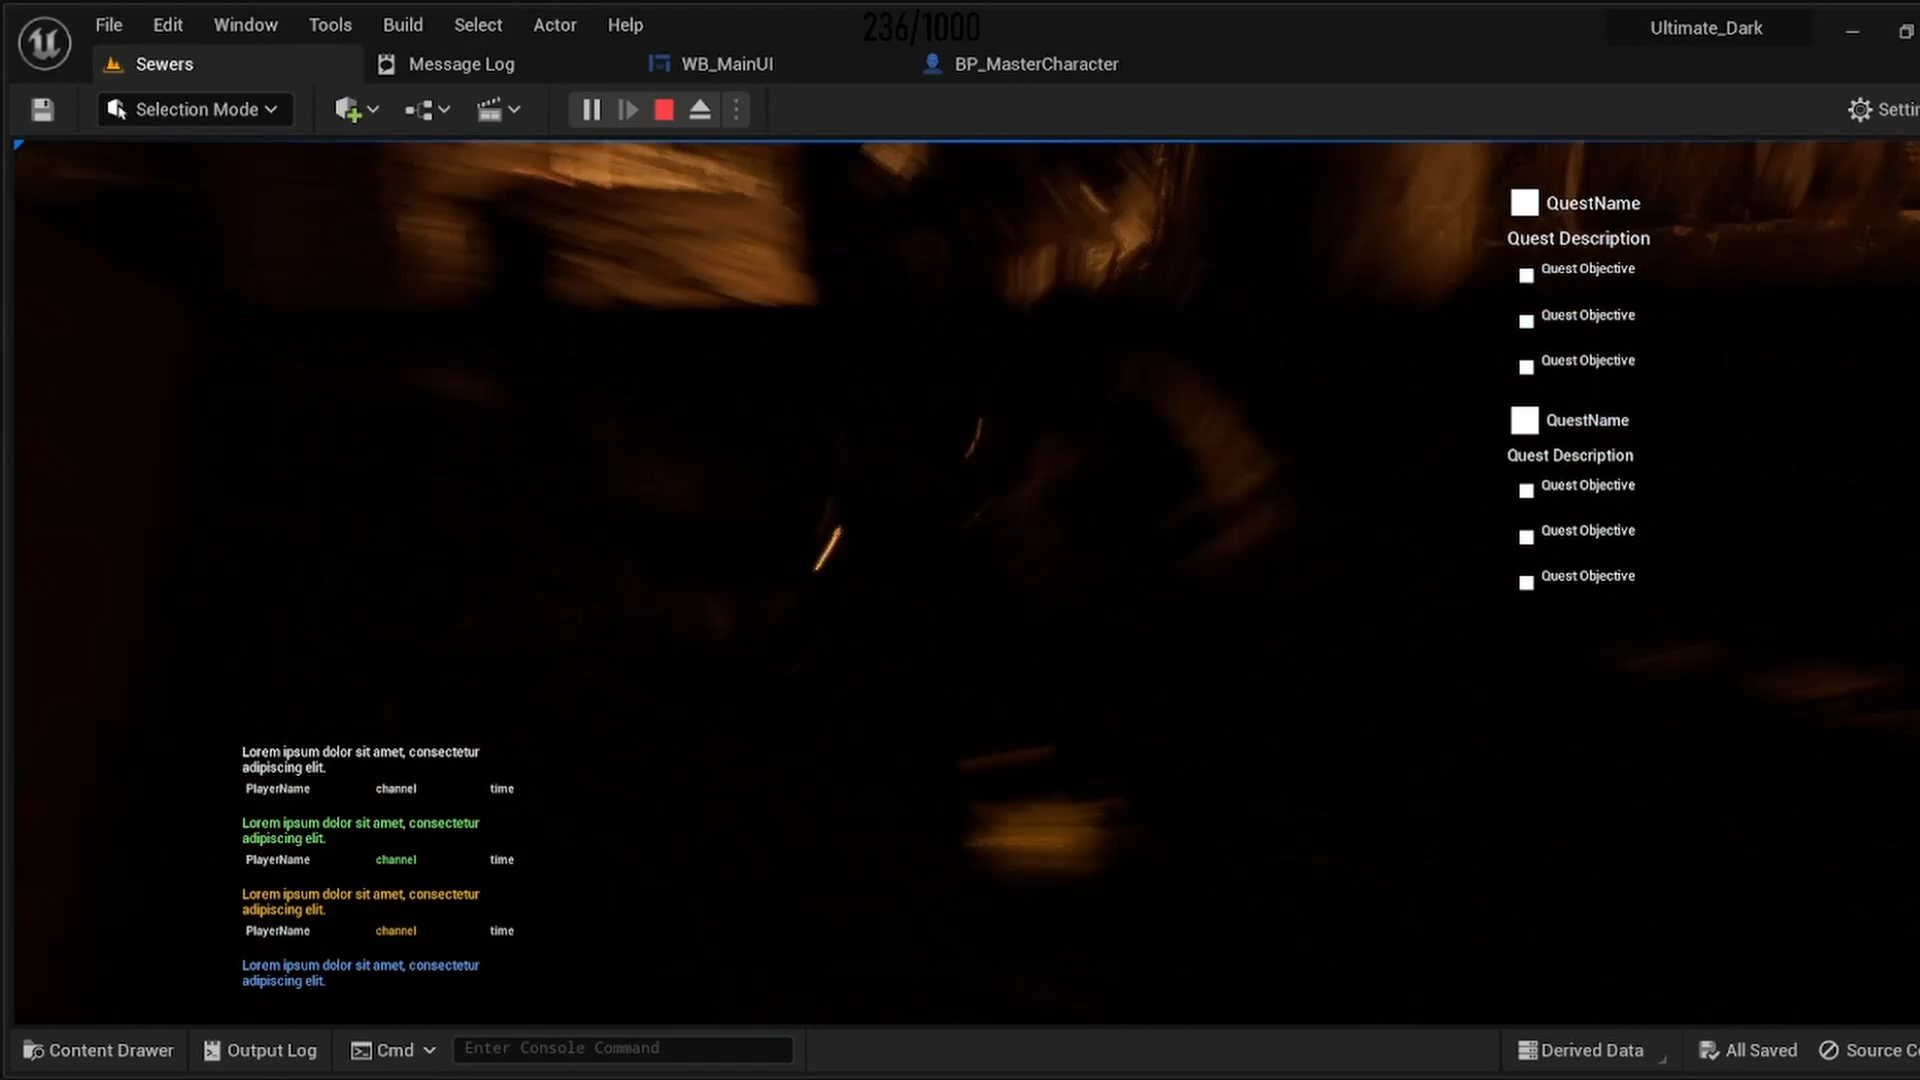 File Edit Window Tools Build Select Actor Help
236/1000
Ultimate_Dark
Sewers
Message Log
WB_MainUI
BP_MasterCharacter
Selection Mode
QuestName
Quest Description
Quest Objective
Quest Objective
Quest Objective
QuestName
Quest Description
Quest Objective
Quest Objective
Quest Objective
Lorem ipsum dolor sit amet, consectetur
adipiscing elit.
PlayerName channel time
Lorem ipsum dolor sit amet, consectetur
adipiscing elit.
PlayerName channel time
Lorem ipsum dolor sit amet, consectetur
adipiscing elit.
PlayerName channel time
Lorem ipsum dolor sit amet, consectetur
adipiscing elit.
Content Drawer Output Log Cmd Enter Console Command Derived Data All Saved Source